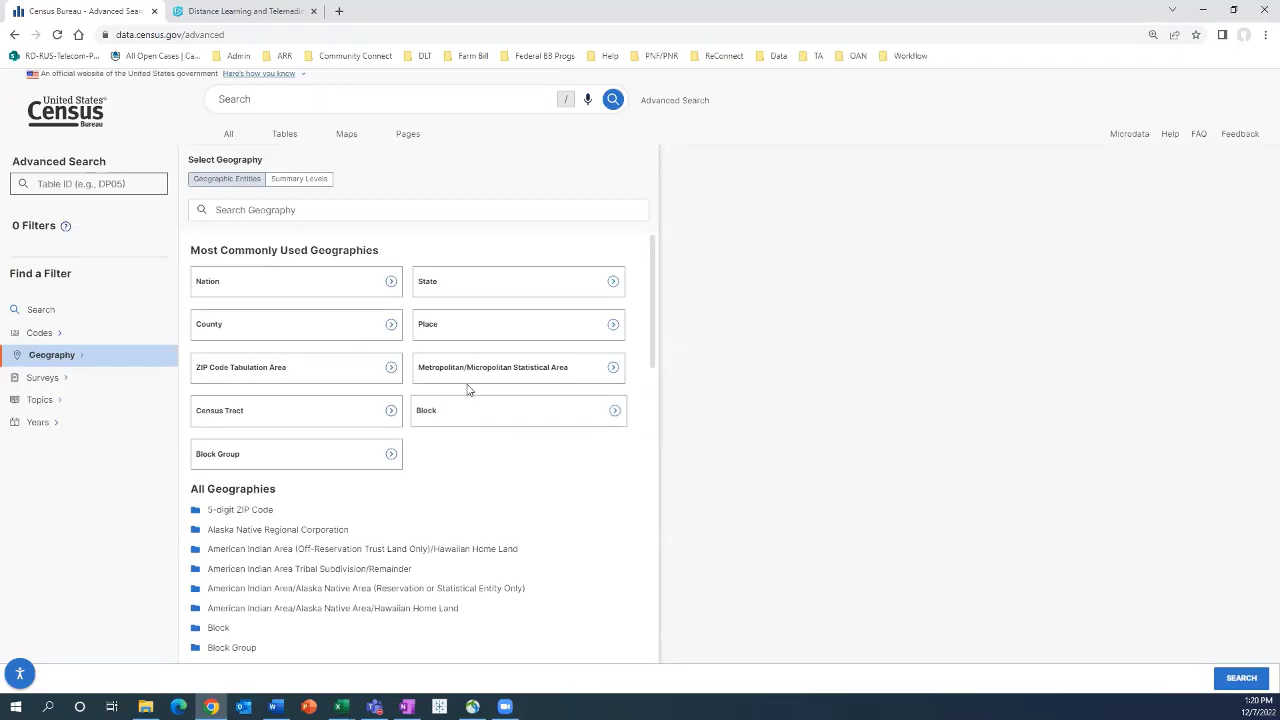 Census Bureau - Advanced Sear
Distance Learning and Telemedic
data.census.gov/advanced
RD-RUS-Telecom-P...
All Open Cases | Ca...
Admin
ARR
Community Connect
DLT
Farm Bill
Federal BB Progs
Help
PNF/PNR
ReConnect
Data
TA
OAN
Workflow
An official website of the United States government
Here's how you know
United States®
Census
Bureau
Search
/
Advanced Search
All
Tables
Maps
Pages
Microdata
Help
FAQ
Feedback
Advanced Search
Table ID (e.g., DP05)
0 Filters
?
Find a Filter
Search
Codes
Geography
Surveys
Topics
Years
Select Geography
Geographic Entities
Summary Levels
Search Geography
Most Commonly Used Geographies
Nation
State
County
Place
ZIP Code Tabulation Area
Metropolitan/Micropolitan Statistical Area
Census Tract
Block
Block Group
All Geographies
5-digit ZIP Code
Alaska Native Regional Corporation
American Indian Area (Off-Reservation Trust Land Only)/Hawaiian Home Land
American Indian Area Tribal Subdivision/Remainder
American Indian Area/Alaska Native Area (Reservation or Statistical Entity Only)
American Indian Area/Alaska Native Area/Hawaiian Home Land
Block
Block Group
SEARCH
1:20 PM
12/7/2022